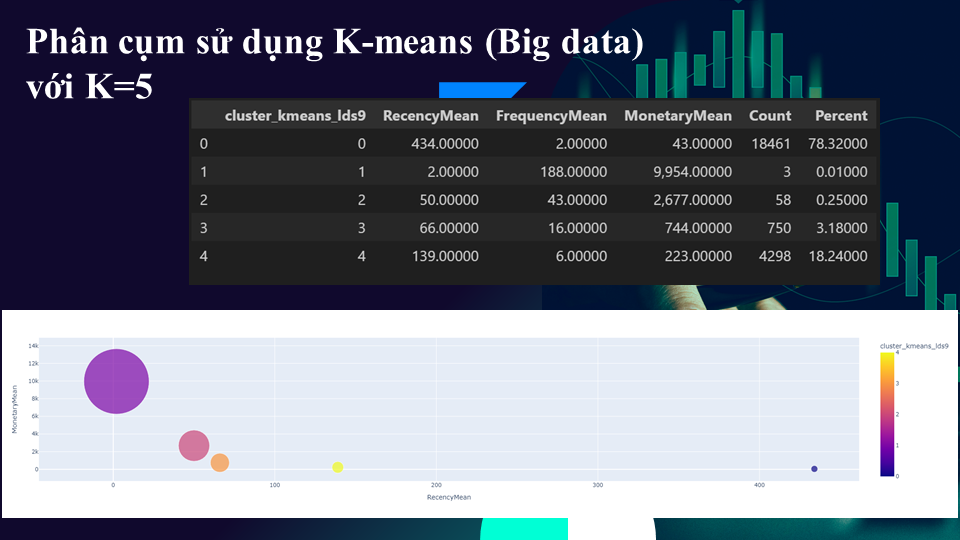 Phân cụm sử dụng K-means (Big data)
với K=5
cluster_kmeans_lds9 RecencyMean FrequencyMean MonetaryMean Count Percent
0 0 434.00000 2.00000 43.00000 18461 78.32000
1 1 2.00000 188.00000 9,954.00000 3 0.01000
2 2 50.00000 43.00000 2,677.00000 58 0.25000
3 3 66.00000 16.00000 744.00000 750 3.18000
4 4 139.00000 6.00000 223.00000 4298 18.24000
cluster_kmeans_lds9
MonetaryMean
14k
12k
10k
8k
6k
4k
2k
0
0 100 200 300 400
RecencyMean
4
3
2
1
0